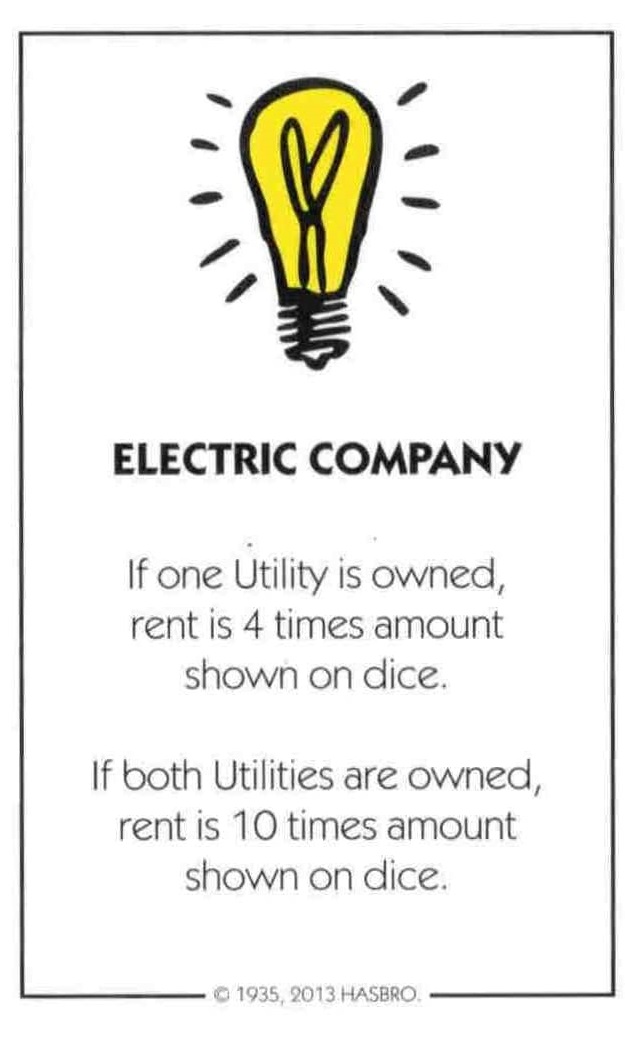 ELECTRIC COMPANY
If one Utility is owned,
rent is 4 times amount
shown on dice.
If both Utilities are owned,
rent is 10 times amount
shown on dice.
© 1935, 2013 HASBRO.